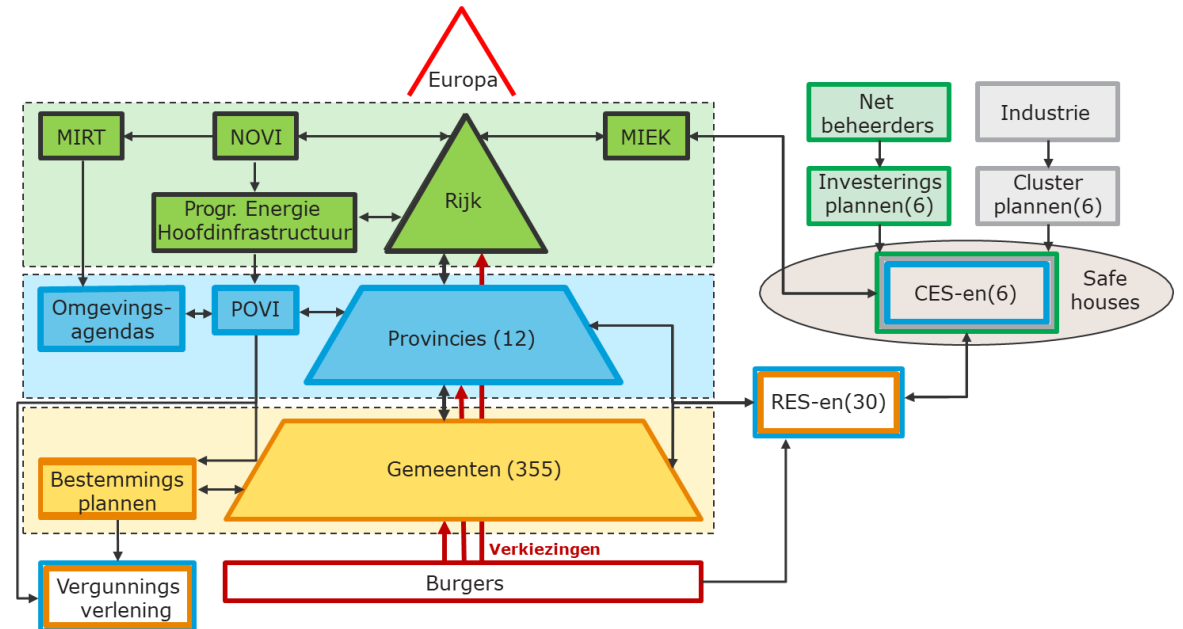 Europa
MIRT
NOVI
MIEK
Progr. Energie
Hoofdinfrastructuur
Rijk
Net
beheerders
Industrie
Investerings
plannen(6)
Cluster
plannen(6)
CES-en(6)
Safe
houses
Omgevings-
agendas
POVI
Provincies (12)
RES-en(30)
Bestemmings
plannen
Gemeenten (355)
Verkiezingen
Vergunnings
verlening
Burgers